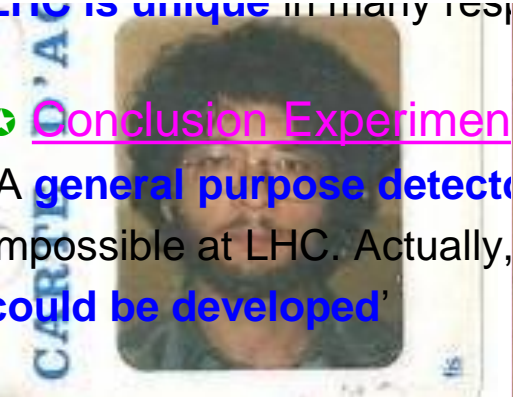 LHC is unique in many resp
Conclusion Experimen
A general purpose detecto
mpossible at LHC. Actually,
could be developed’
CARTE D'AC